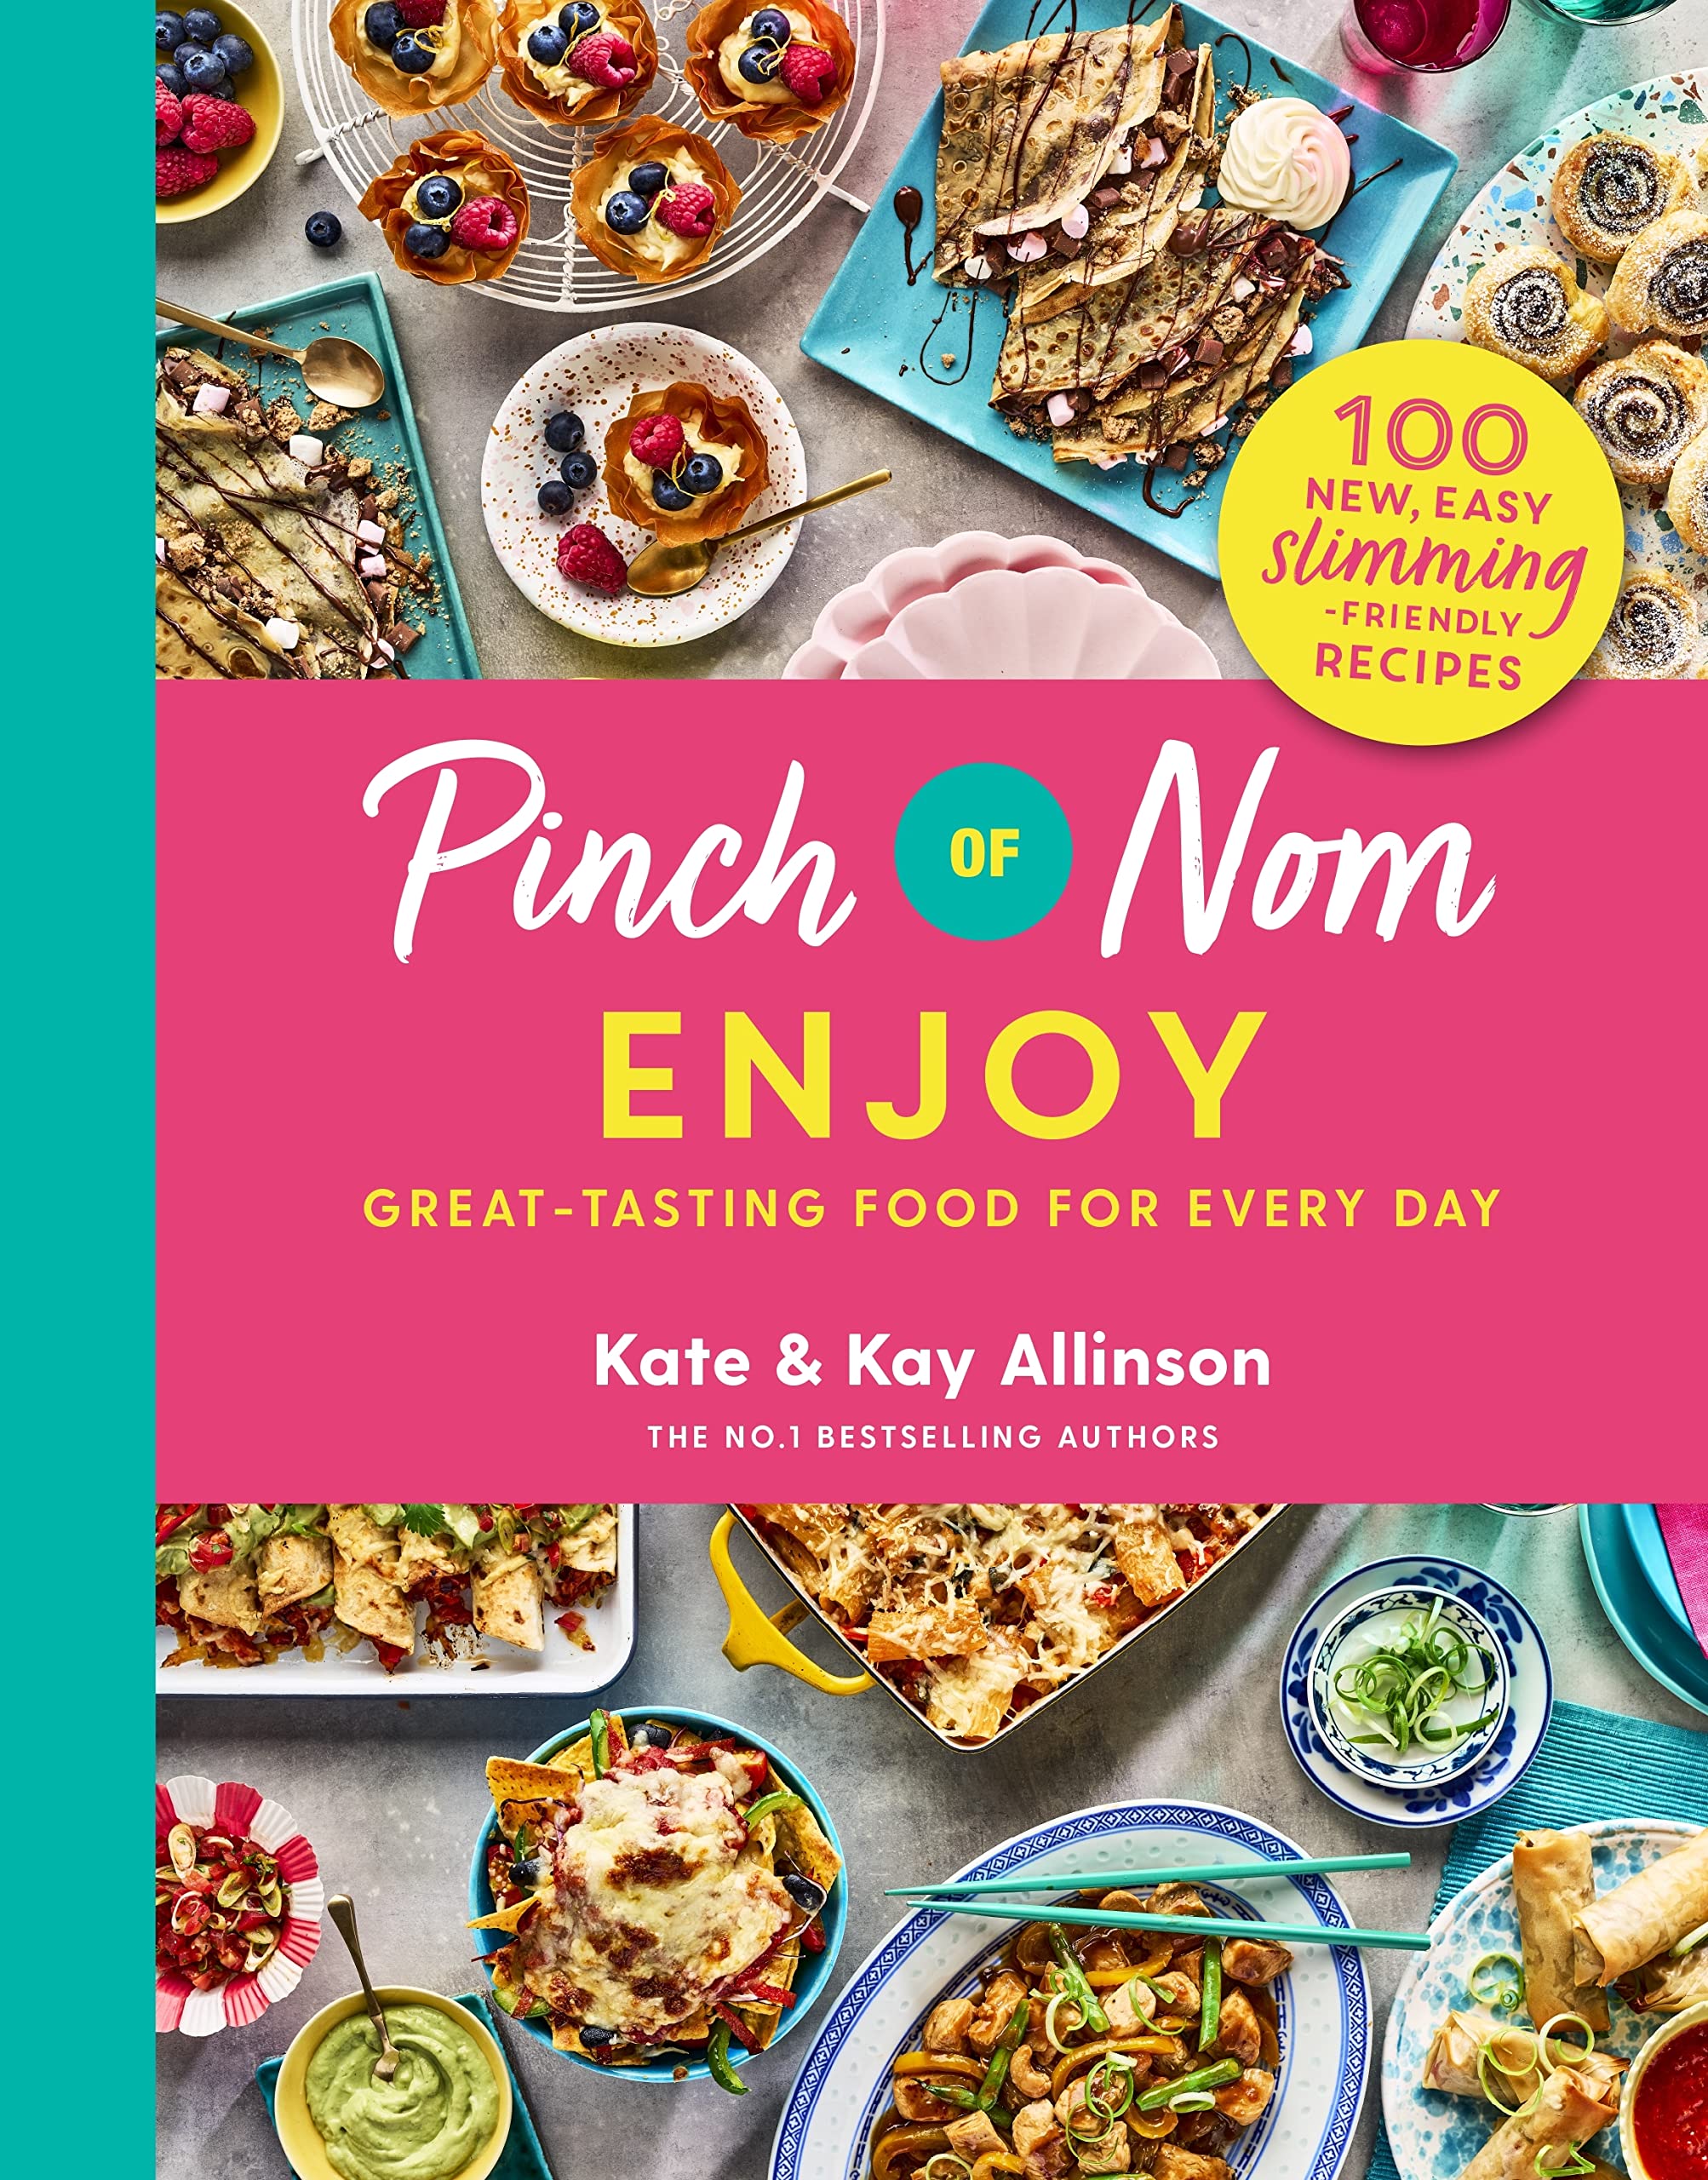 100
NEW, EASY
slimming
-FRIENDLY
RECIPES
Pinch OF Nom
ENJOY
GREAT-TASTING FOOD FOR EVERY DAY
Kate & Kay Allinson
THE NO.1 BESTSELLING AUTHORS